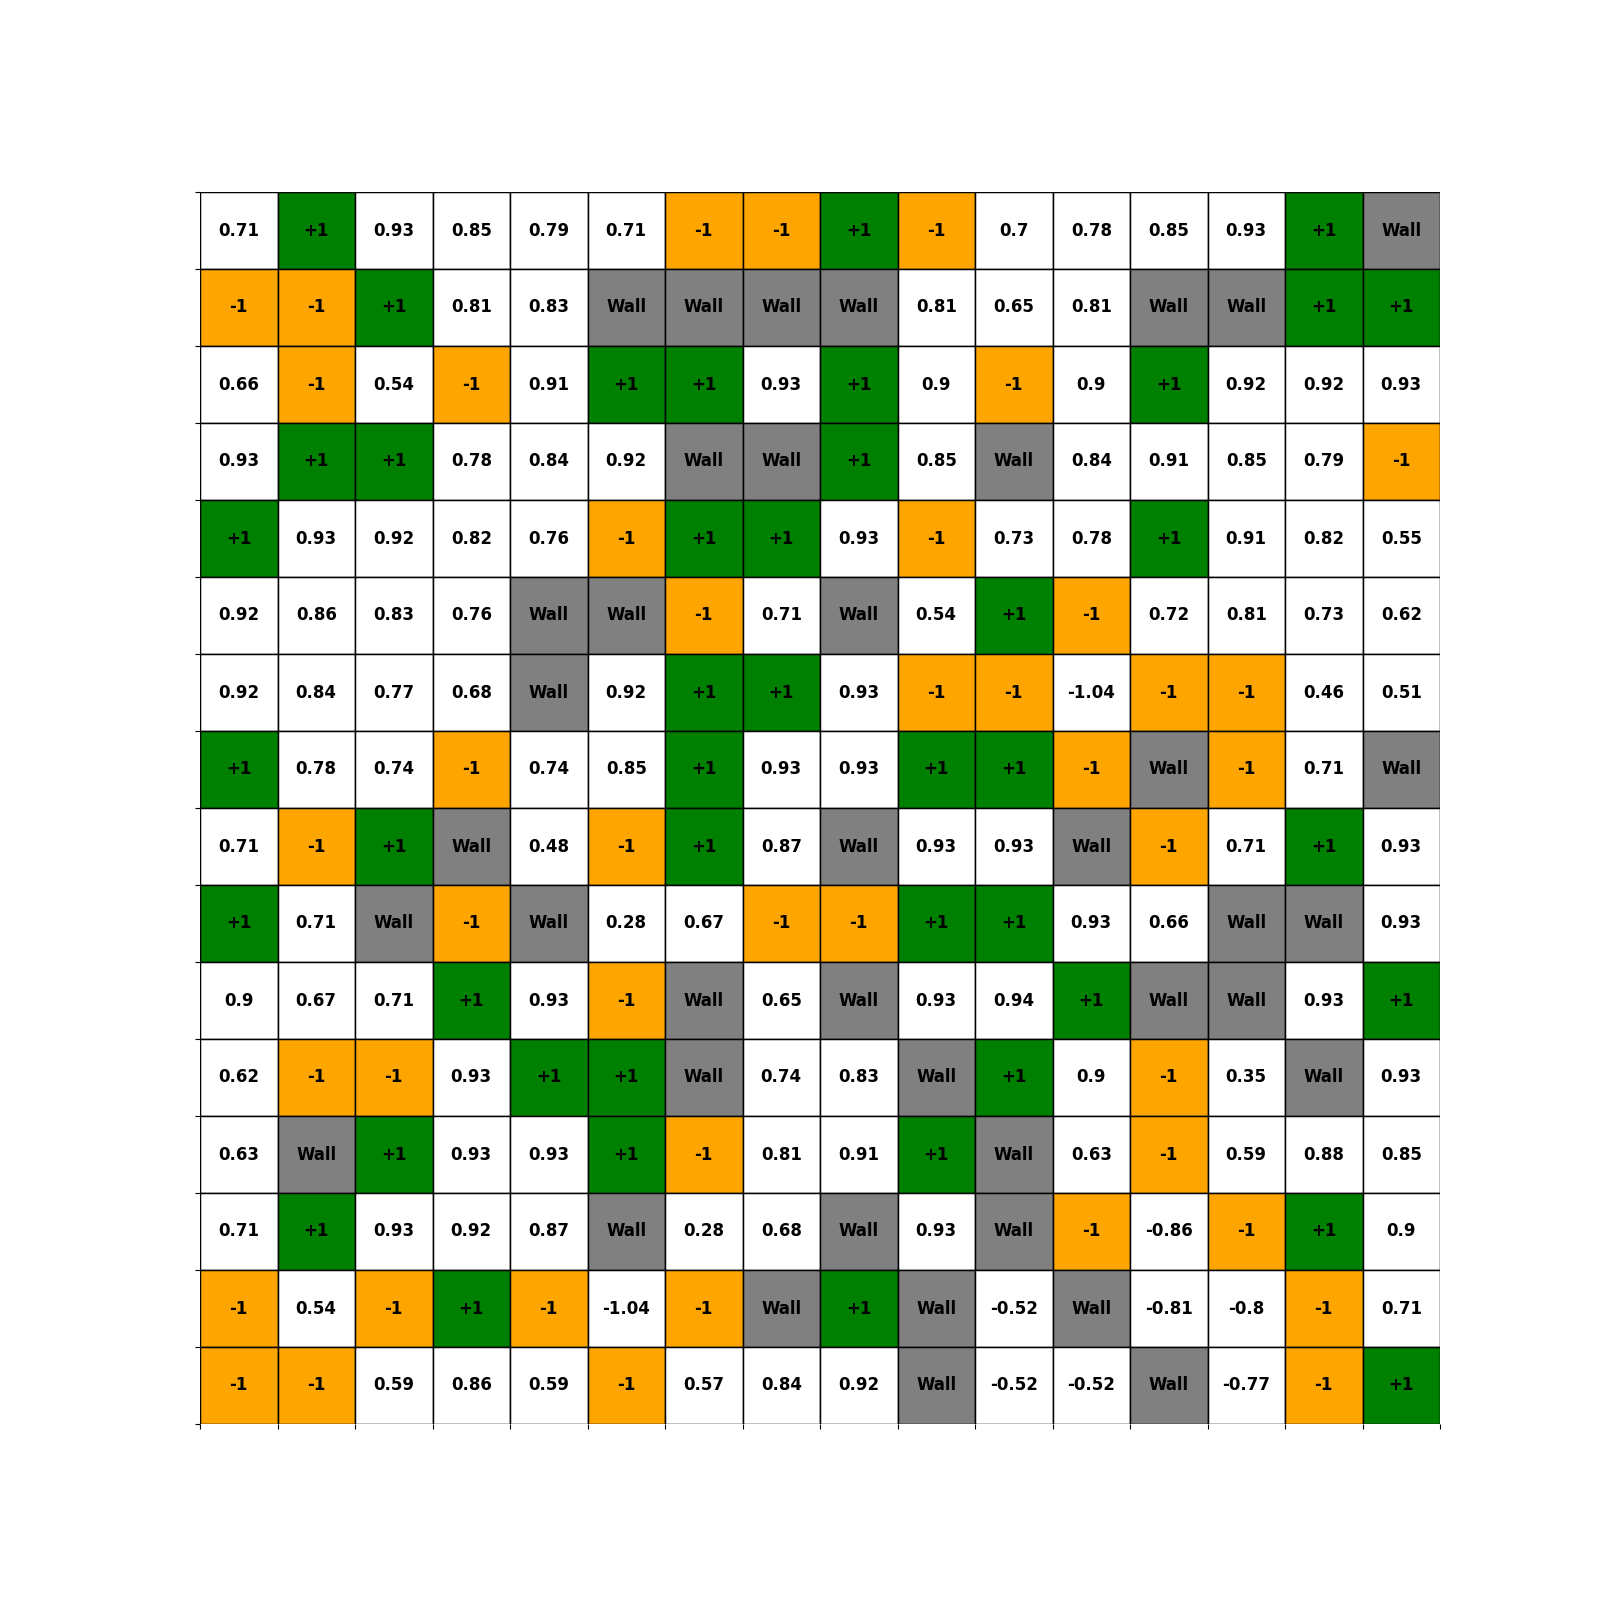 0.71 +1 0.93 0.85 0.79 0.71 -1 -1 +1 -1 0.7 0.78 0.85 0.93 +1 Wall
-1 -1 +1 0.81 0.83 Wall Wall Wall Wall 0.81 0.65 0.81 Wall Wall +1 +1
0.66 -1 0.54 -1 0.91 +1 +1 0.93 +1 0.9 -1 0.9 +1 0.92 0.92 0.93
0.93 +1 +1 0.78 0.84 0.92 Wall Wall +1 0.85 Wall 0.84 0.91 0.85 0.79 -1
+1 0.93 0.92 0.82 0.76 -1 +1 +1 0.93 -1 0.73 0.78 +1 0.91 0.82 0.55
0.92 0.86 0.83 0.76 Wall Wall -1 0.71 Wall 0.54 +1 -1 0.72 0.81 0.73 0.62
0.92 0.84 0.77 0.68 Wall 0.92 +1 +1 0.93 -1 -1 -1.04 -1 -1 0.46 0.51
+1 0.78 0.74 -1 0.74 0.85 +1 0.93 0.93 +1 +1 -1 Wall -1 0.71 Wall
0.71 -1 +1 Wall 0.48 -1 +1 0.87 Wall 0.93 0.93 Wall -1 0.71 +1 0.93
+1 0.71 Wall -1 Wall 0.28 0.67 -1 -1 +1 +1 0.93 0.66 Wall Wall 0.93
0.9 0.67 0.71 +1 0.93 -1 Wall 0.65 Wall 0.93 0.94 +1 Wall Wall 0.93 +1
0.62 -1 -1 0.93 +1 +1 Wall 0.74 0.83 Wall +1 0.9 -1 0.35 Wall 0.93
0.63 Wall +1 0.93 0.93 +1 -1 0.81 0.91 +1 Wall 0.63 -1 0.59 0.88 0.85
0.71 +1 0.93 0.92 0.87 Wall 0.28 0.68 Wall 0.93 Wall -1 -0.86 -1 +1 0.9
-1 0.54 -1 +1 -1 -1.04 -1 Wall +1 Wall -0.52 Wall -0.81 -0.8 -1 0.71
-1 -1 0.59 0.86 0.59 -1 0.57 0.84 0.92 Wall -0.52 -0.52 Wall -0.77 -1 +1